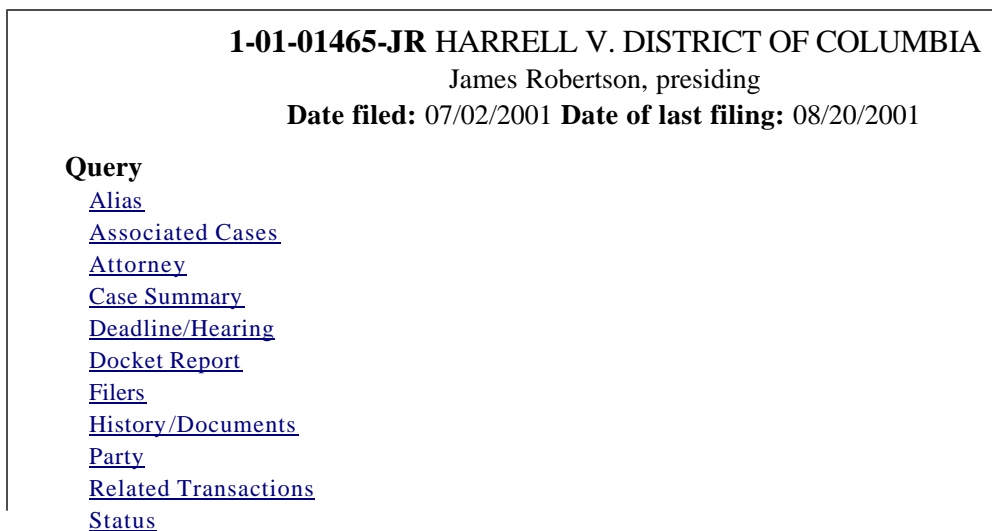 1-01-01465-JR HARRELL V. DISTRICT OF COLUMBIA
James Robertson, presiding
Date filed: 07/02/2001 Date of last filing: 08/20/2001
Query
Alias
Associated Cases
Attorney
Case Summary
Deadline/Hearing
Docket Report
Filers
History/Documents
Party
Related Transactions
Status